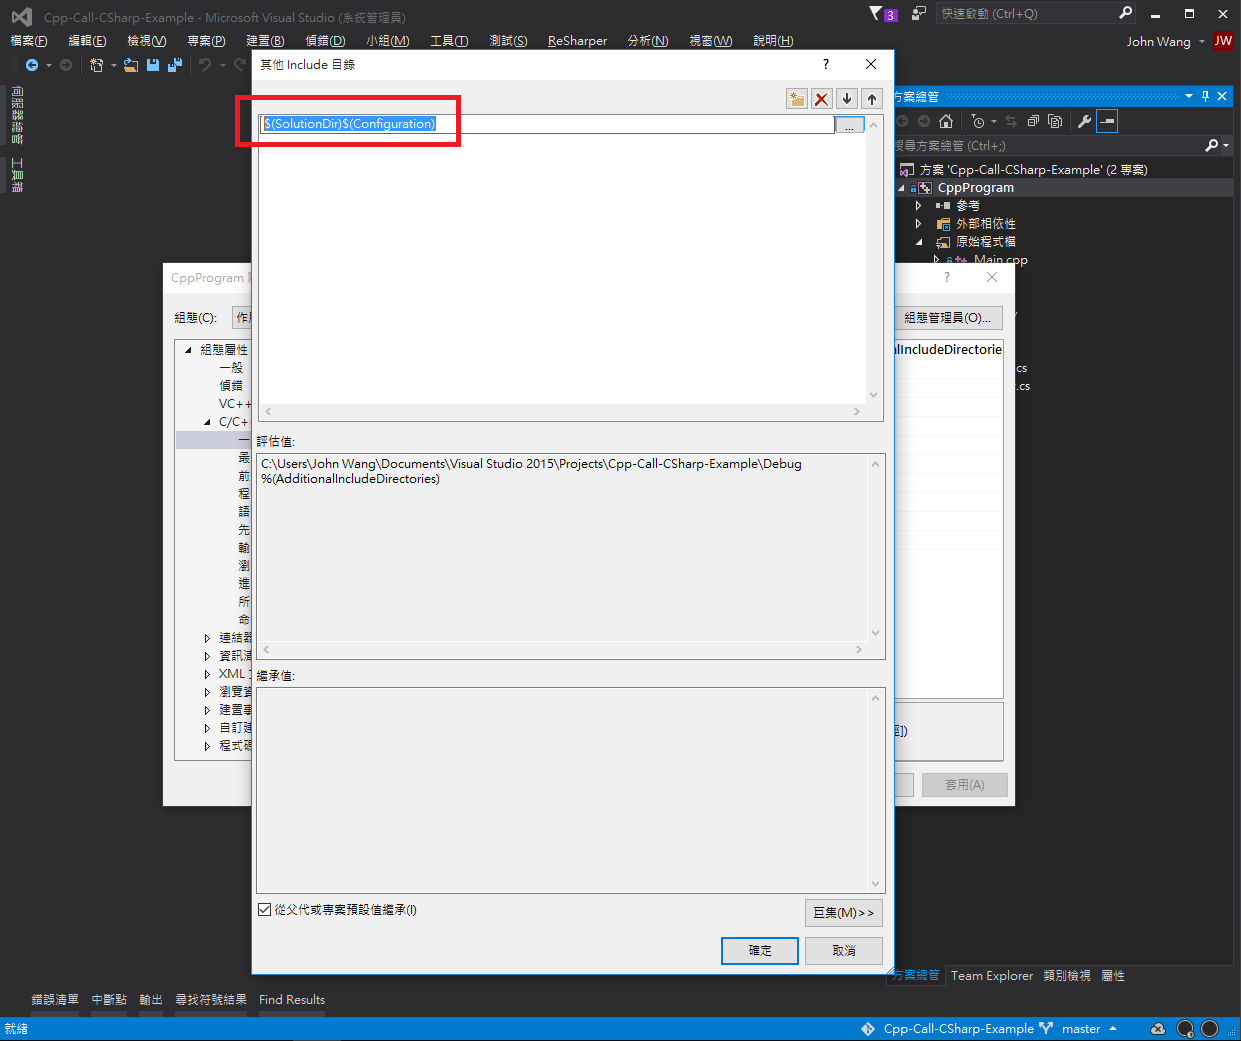 Cpp-Call-CSharp-Example - Microsoft Visual Studio (系統管理員)
3
快速啟動 (Ctrl+Q)
檔案(F) 編輯(E) 檢視(V) 專案(P) 建置(B) 偵錯(D) 小組(M) 工具(T) 測試(S) ReSharper 分析(N) 視窗(W) 說明(H)
John Wang JW
其他 Include 目錄
?
伺服器總管
工具箱
方案總管
$(SolutionDir)$(Configuration)
...
搜尋方案總管 (Ctrl+;)
方案 'Cpp-Call-CSharp-Example' (2 專案)
CppProgram
參考
外部相依性
原始程式檔
Main.cpp
CppProgram
?
組態(C):
組態管理員(O)...
組態屬性
lIncludeDirectorie
一般
.cs
偵錯
.cs
VC++
C/C+
一
最
前
程
語
先
輸
瀏
進
所
命
連結器
資訊清
XML
瀏覽資
建置事
自訂建
程式碼
評估值:
C:\Users\John Wang\Documents\Visual Studio 2015\Projects\Cpp-Call-CSharp-Example\Debug
%(AdditionalIncludeDirectories)
繼承值:
徑])
套用(A)
從父代或專案預設值繼承(I)
巨集(M)>>
確定 取消
方案總管 Team Explorer 類別檢視 屬性
錯誤清單 中斷點 輸出 尋找符號結果 Find Results
就緒
Cpp-Call-CSharp-Example master